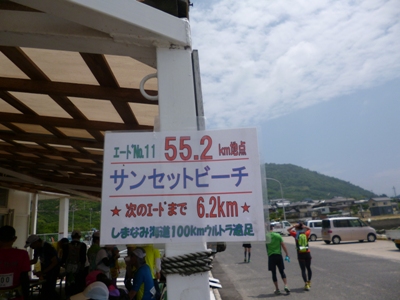 エードNo.11 55.2km地点
サンセットビーチ
★ 次のエードまで 6.2km★
しまなみ海道100kmウルトラ遠足